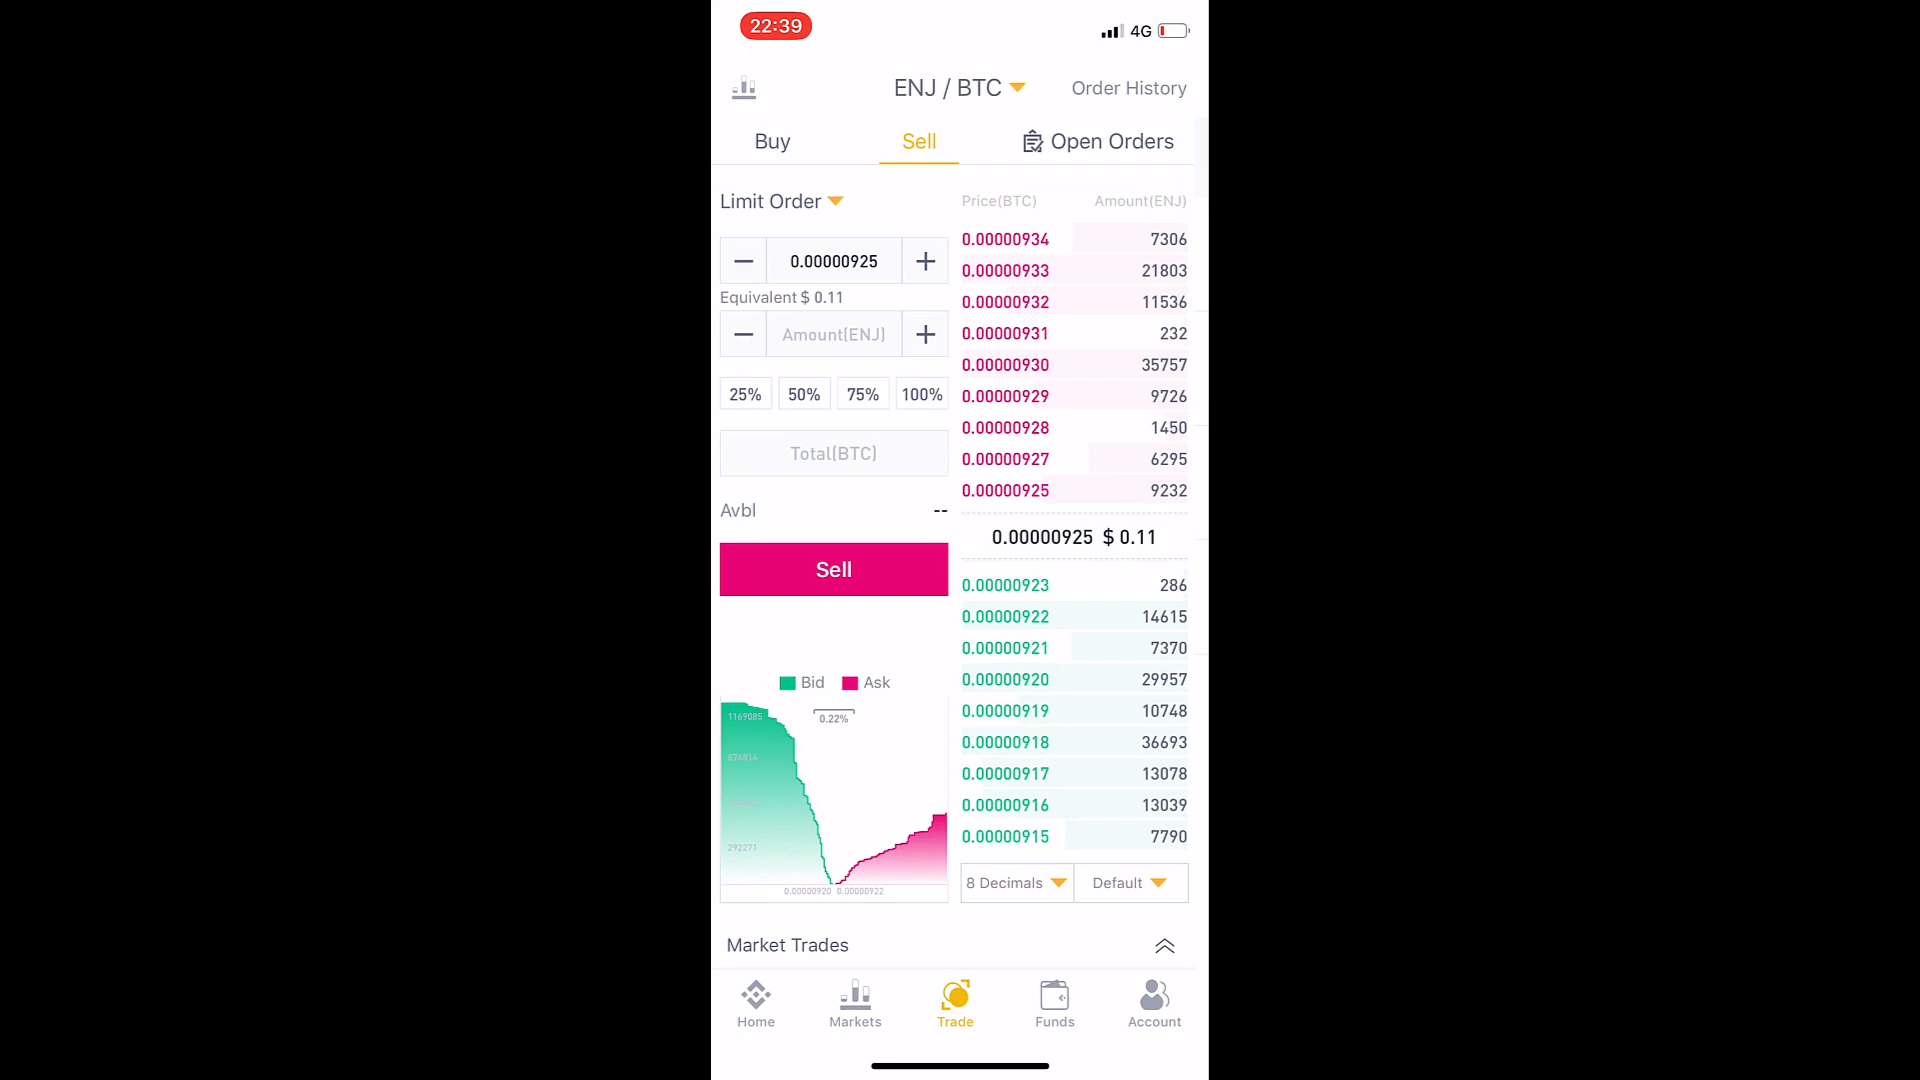 22:39
4G
ENJ / BTC
Order History
Buy
Sell
Open Orders
Limit Order
0.00000925
Equivalent $ 0.11
Amount(ENJ)
25%
50%
75%
100%
Total(BTC)
Avbl
--
Sell
Bid
Ask
0.22%
1169085
876814
292271
0.00000920
0.00000922
Price(BTC) Amount(ENJ)
0.00000934 7306
0.00000933 21803
0.00000932 11536
0.00000931 232
0.00000930 35757
0.00000929 9726
0.00000928 1450
0.00000927 6295
0.00000925 9232
0.00000925 $ 0.11
0.00000923 286
0.00000922 14615
0.00000921 7370
0.00000920 29957
0.00000919 10748
0.00000918 36693
0.00000917 13078
0.00000916 13039
0.00000915 7790
8 Decimals
Default
Market Trades
Home
Markets
Trade
Funds
Account